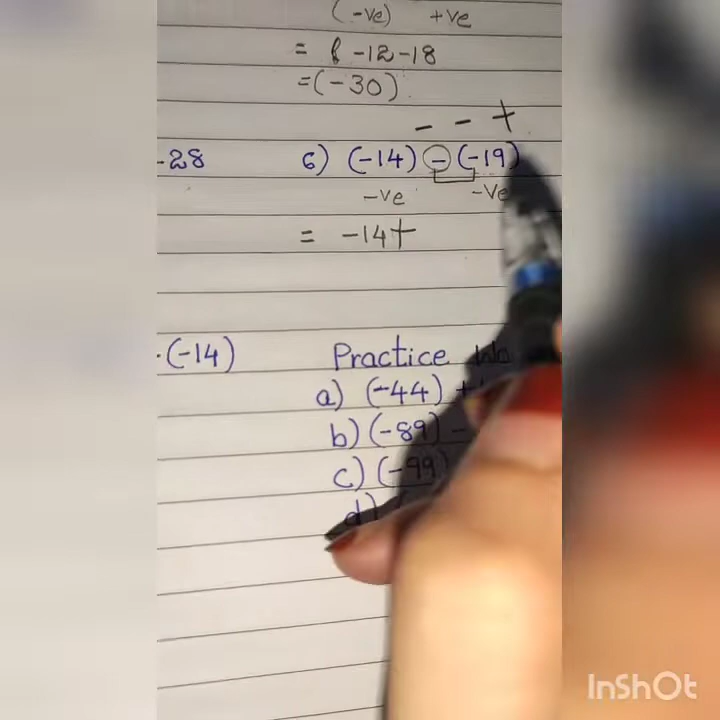 (-ve) +ve
= -12-18
=(-30)
- - +
-28
6) (-14) - (-19)
-ve -ve
= -14+
-(-14)
Practice
a) (-44) +
b) (-89) -
c) (-99)
d)
InShOt